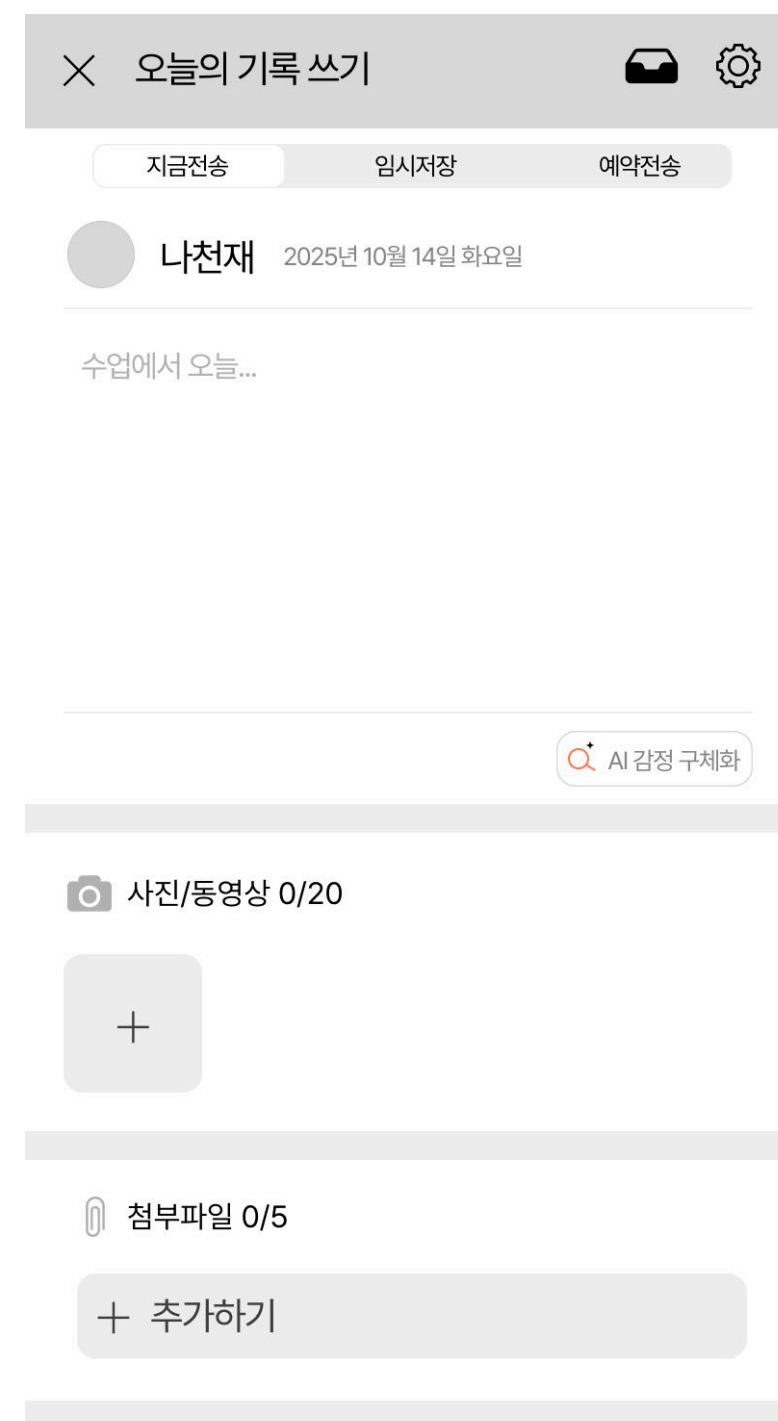 오늘의 기록 쓰기
지금전송 임시저장 예약전송
나천재 2025년 10월 14일 화요일
수업에서 오늘...
AI 감정 구체화
사진/동영상 0/20
첨부파일 0/5
+ 추가하기